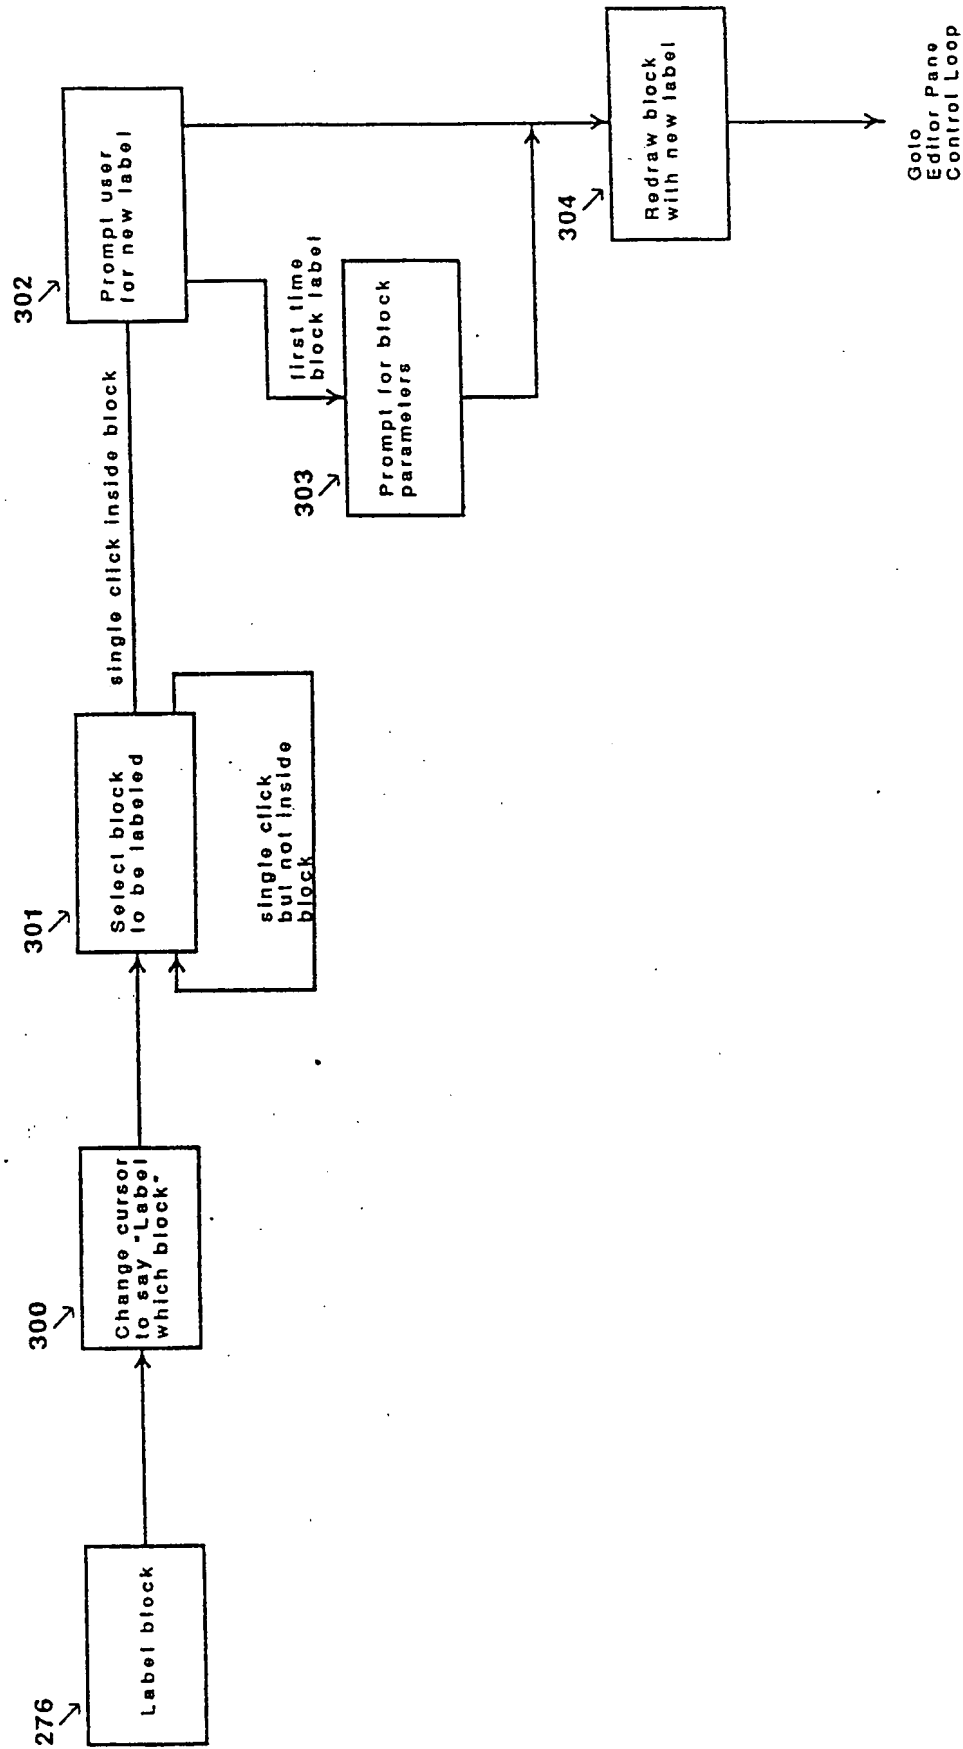 276
Label block
300
Change cursor
to say "Label
which block"
301
Select block
to be labeled
single click
but not inside
block
single click inside block
302
Prompt user
for new label
first time
block label
303
Prompt for block
parameters
304
Redraw block
with new label
Goto
Editor Pane
Control Loop